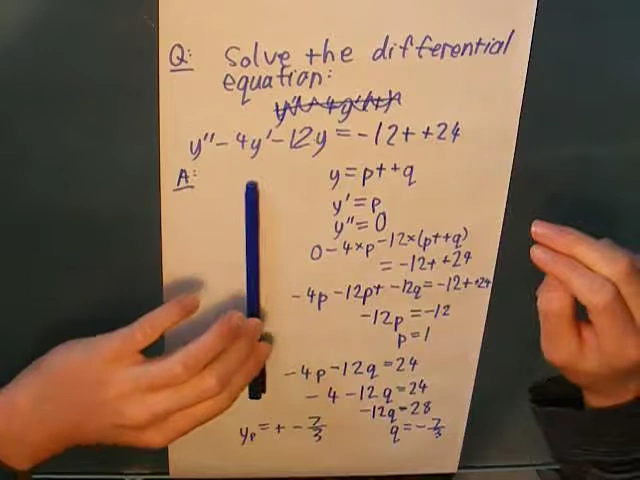 Q: Solve the differential
equation:
y'' - 4y' - 12y = -12t + 24
A:
y = pt + q
y' = p
y'' = 0
0 - 4×p - 12×(pt+q)
= -12t + 24
-4p - 12pt - 12q = -12t + 24
-12p = -12
p = 1
-4p - 12q = 24
-4 - 12q = 24
-12q = 28
yₚ = t - 7/3
q = -7/3